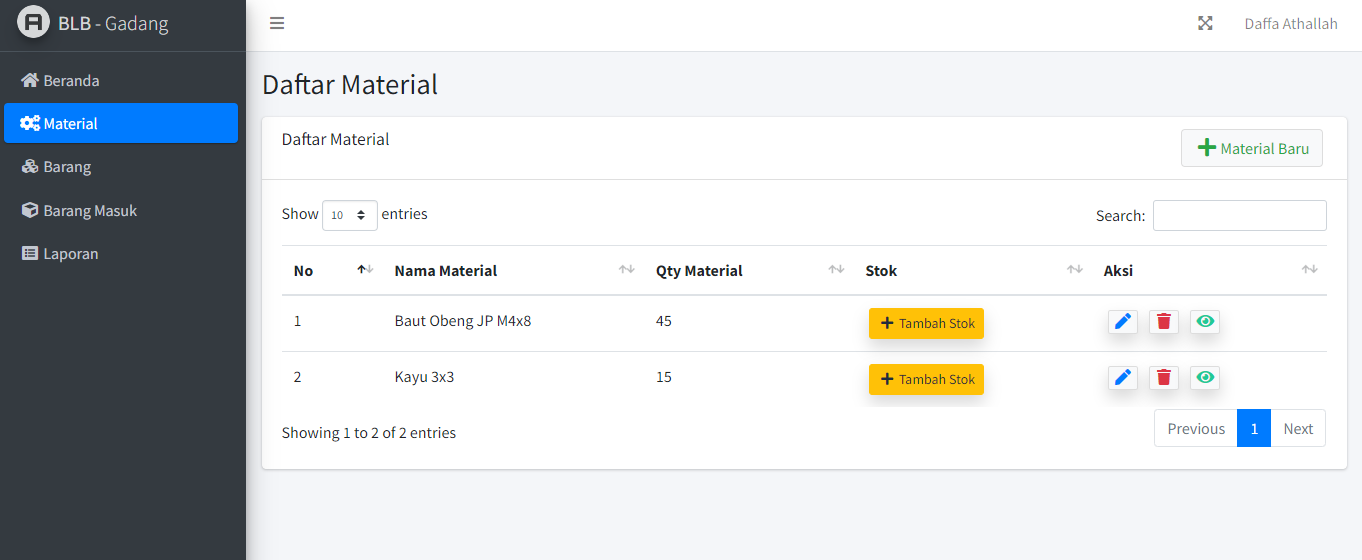 BLB - Gadang
Daffa Athallah
Beranda
Material
Barang
Barang Masuk
Laporan
Daftar Material
Daftar Material
Material Baru
Show 10 entries
Search:
No Nama Material Qty Material Stok Aksi
1 Baut Obeng JP M4x8 45 Tambah Stok
2 Kayu 3x3 15 Tambah Stok
Showing 1 to 2 of 2 entries
Previous 1 Next